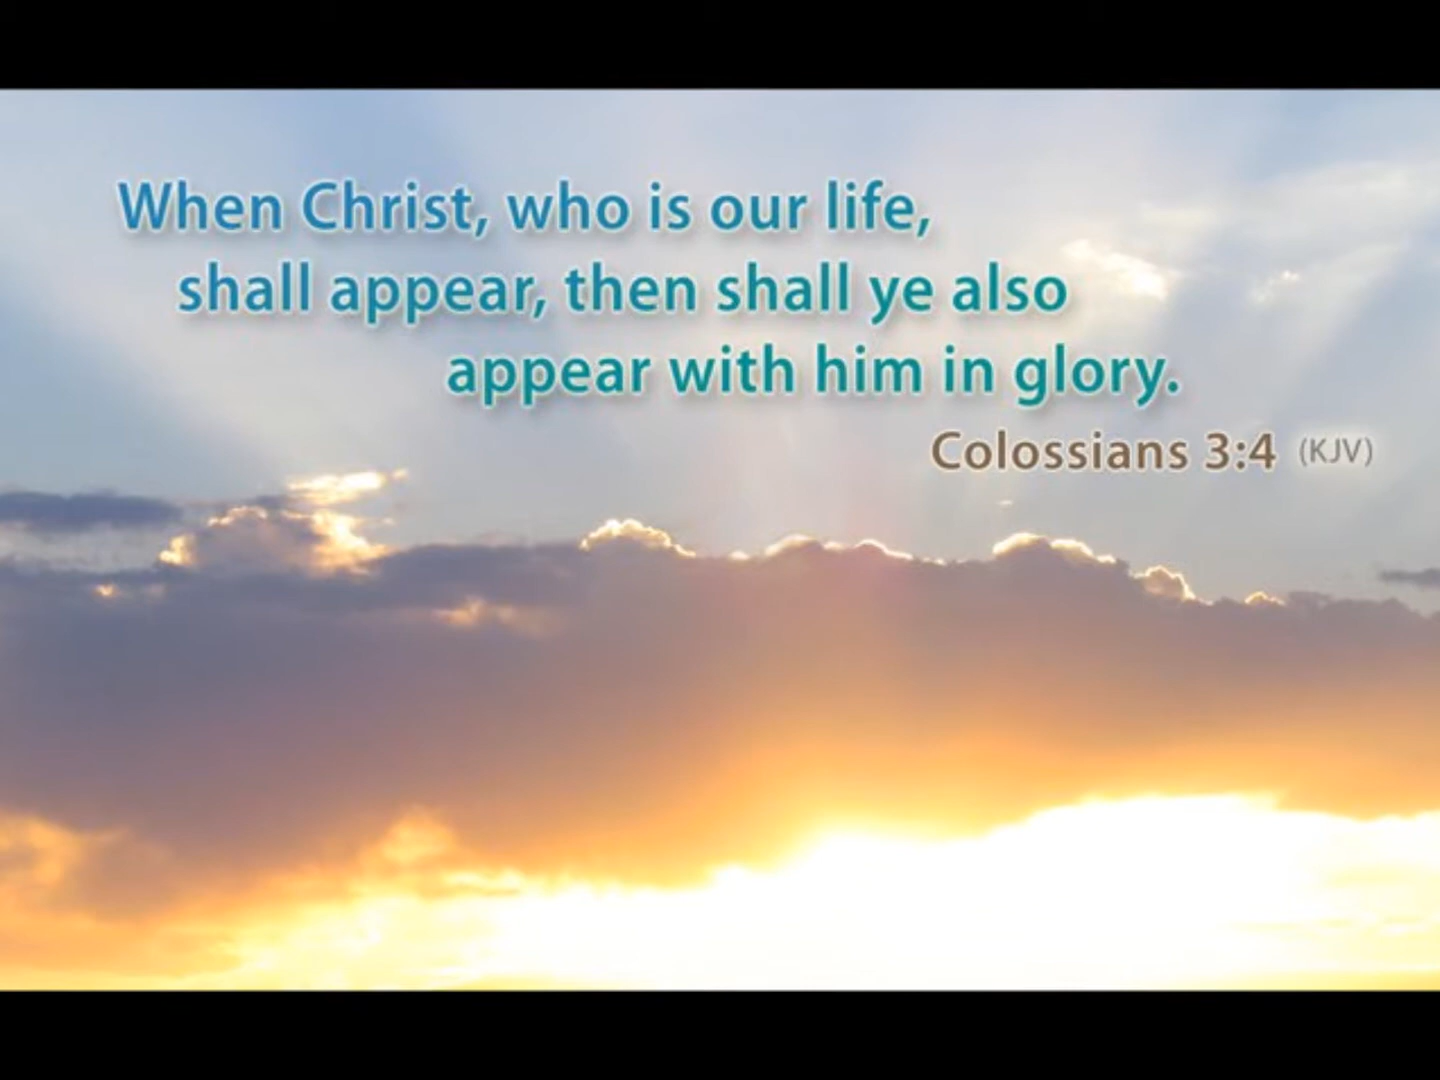 When Christ, who is our life,
shall appear, then shall ye also
appear with him in glory.
Colossians 3:4 (KJV)